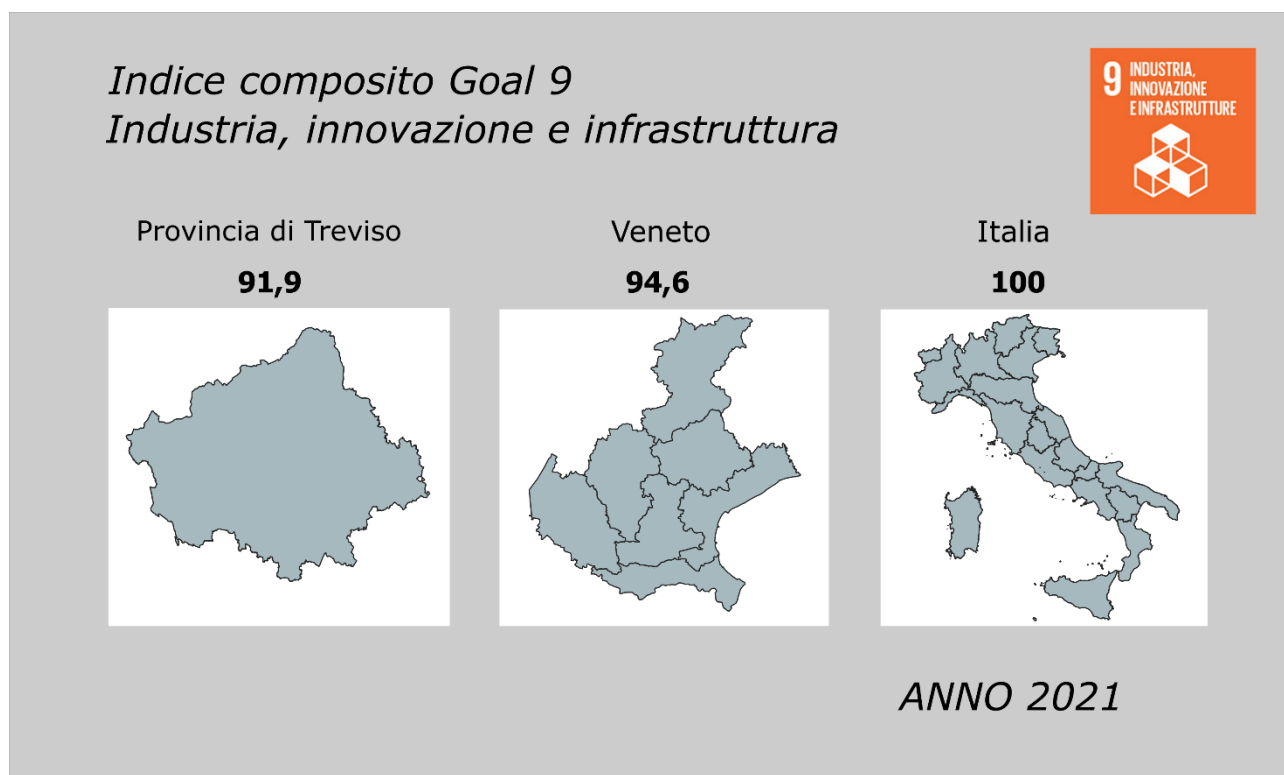 Indice composito Goal 9
Industria, innovazione e infrastruttura
9 INDUSTRIA,
INNOVAZIONE
E INFRASTRUTTURE
Provincia di Treviso
91,9
Veneto
94,6
Italia
100
ANNO 2021